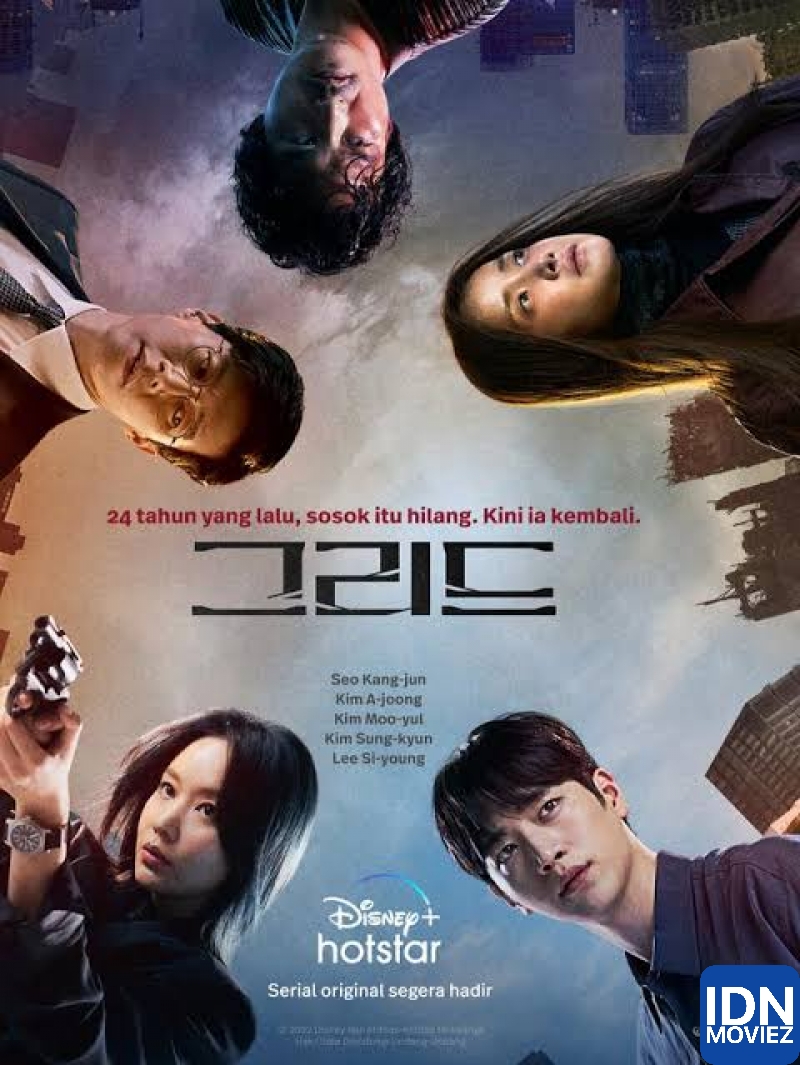 24 tahun yang lalu, sosok itu hilang. Kini ia kembali.
그리드
Seo Kang-jun
Kim A-joong
Kim Moo-yul
Kim Sung-kyun
Lee Si-young
Disney+
hotstar
Serial original segera hadir
IDN
MOVIEZ